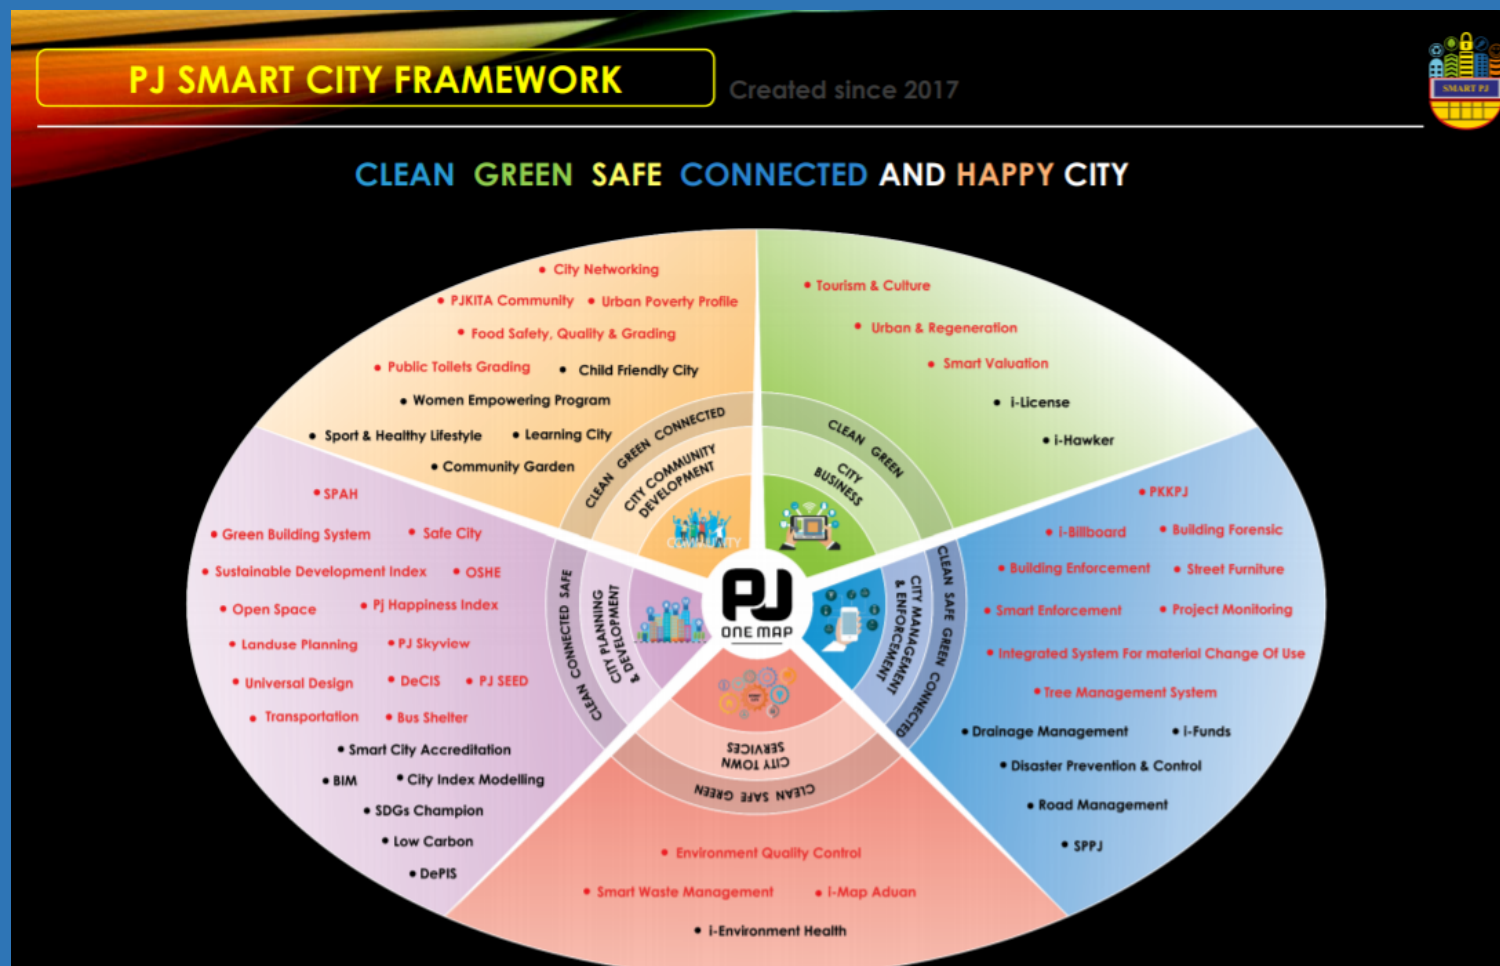 PJ SMART CITY FRAMEWORK
Created since 2017
SMART PJ
CLEAN GREEN SAFE CONNECTED AND HAPPY CITY
• City Networking
• PJKITA Community • Urban Poverty Profile
• Food Safety, Quality & Grading
• Public Toilets Grading • Child Friendly City
• Women Empowering Program
• Sport & Healthy Lifestyle • Learning City
• Community Garden
CLEAN GREEN CONNECTED
CITY COMMUNITY
DEVELOPMENT
COMMUNITY
• Tourism & Culture
• Urban & Regeneration
• Smart Valuation
• i-License
• i-Hawker
CLEAN GREEN
CITY
BUSINESS
• SPAH
• Green Building System • Safe City
• Sustainable Development Index • OSHE
• Open Space • Pj Happiness Index
• Landuse Planning • PJ Skyview
• Universal Design • DeCIS • PJ SEED
• Transportation • Bus Shelter
• Smart City Accreditation
• BIM • City Index Modelling
• SDGs Champion
• Low Carbon
• DePIS
CLEAN CONNECTED SAFE
CITY PLANNING
& DEVELOPMENT
PJ
ONE MAP
• PKKPJ
• i-Billboard • Building Forensic
• Building Enforcement • Street Furniture
• Smart Enforcement • Project Monitoring
• Integrated System For material Change Of Use
• Tree Management System
• Drainage Management • i-Funds
• Disaster Prevention & Control
• Road Management
• SPPJ
CLEAN SAFE GREEN CONNECTED
CITY MANAGEMENT
& ENFORCEMENT
CITY TOWN
SERVICES
CLEAN SAFE GREEN
• Environment Quality Control
• Smart Waste Management • i-Map Aduan
• i-Environment Health